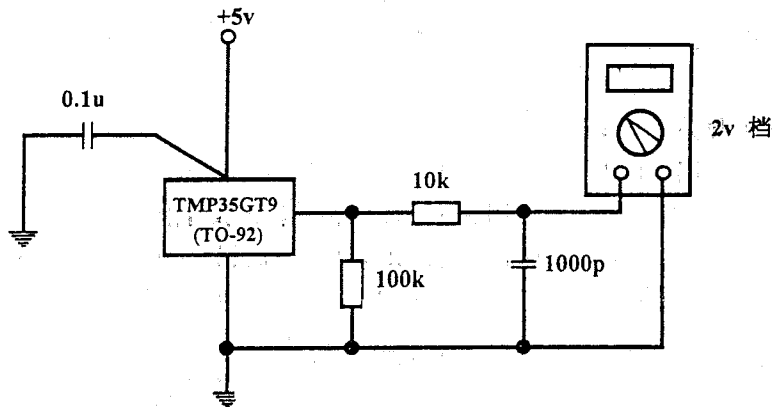 +5v
0.1u
2v 档
TMP35GT9
(TO-92)
10k
100k
1000p